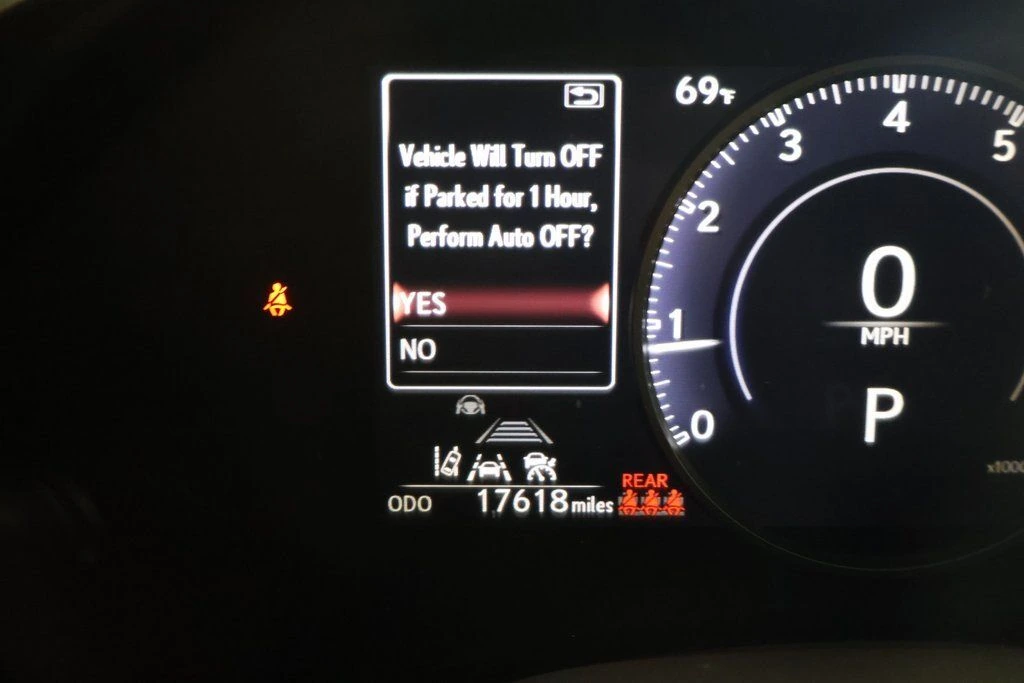 69°F
Vehicle Will Turn OFF
if Parked for 1 Hour,
Perform Auto OFF?
YES
NO
0
1
2
3
4
5
0
MPH
P
x1000
REAR
ODO 17618 miles